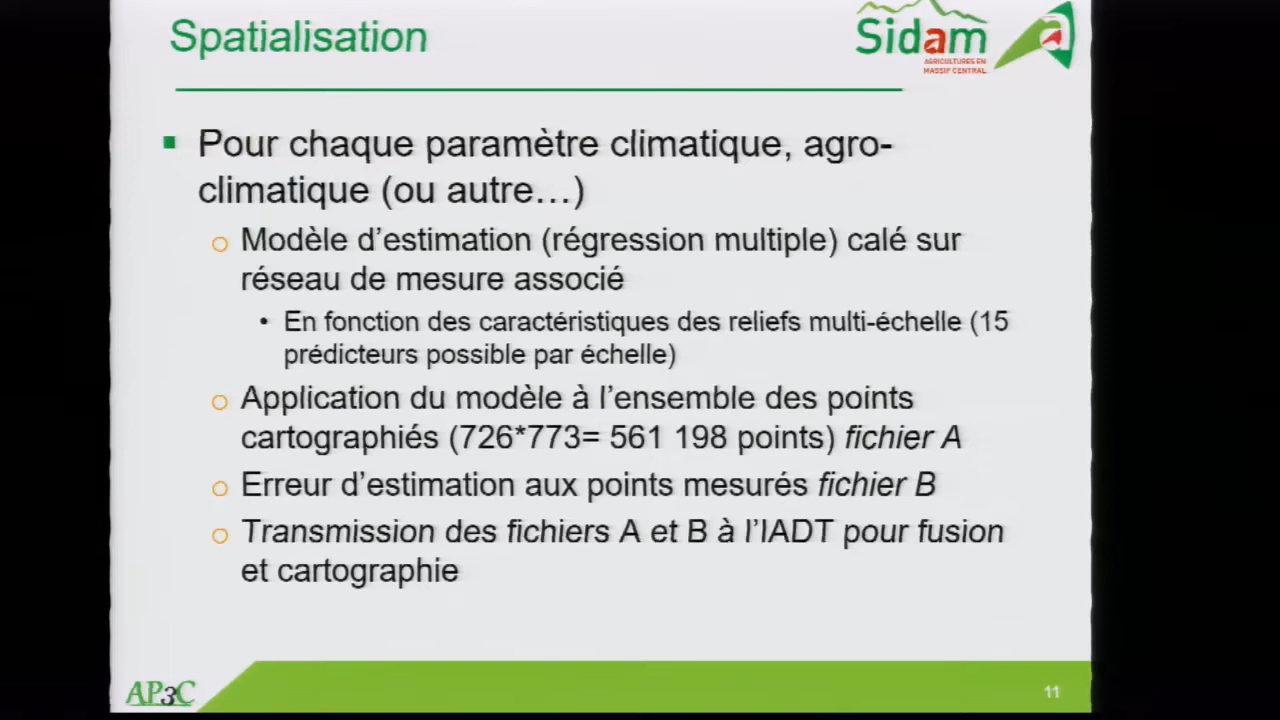 Spatialisation
Sidam
AGRICULTURES EN
MASSIF CENTRAL
a
Pour chaque paramètre climatique, agro-
climatique (ou autre…)
Modèle d'estimation (régression multiple) calé sur
réseau de mesure associé
En fonction des caractéristiques des reliefs multi-échelle (15
prédicteurs possible par échelle)
Application du modèle à l'ensemble des points
cartographiés (726*773= 561 198 points) fichier A
Erreur d'estimation aux points mesurés fichier B
Transmission des fichiers A et B à l'IADT pour fusion
et cartographie
AP3C
11